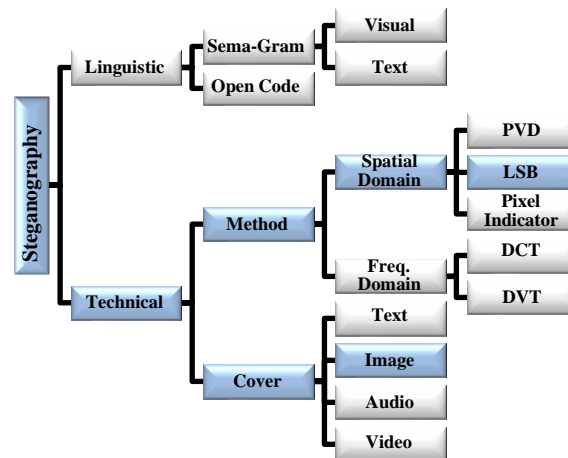 Steganography
Linguistic
Sema-Gram
Visual
Text
Open Code
Technical
Method
Spatial
Domain
PVD
LSB
Pixel
Indicator
Freq.
Domain
DCT
DVT
Cover
Text
Image
Audio
Video